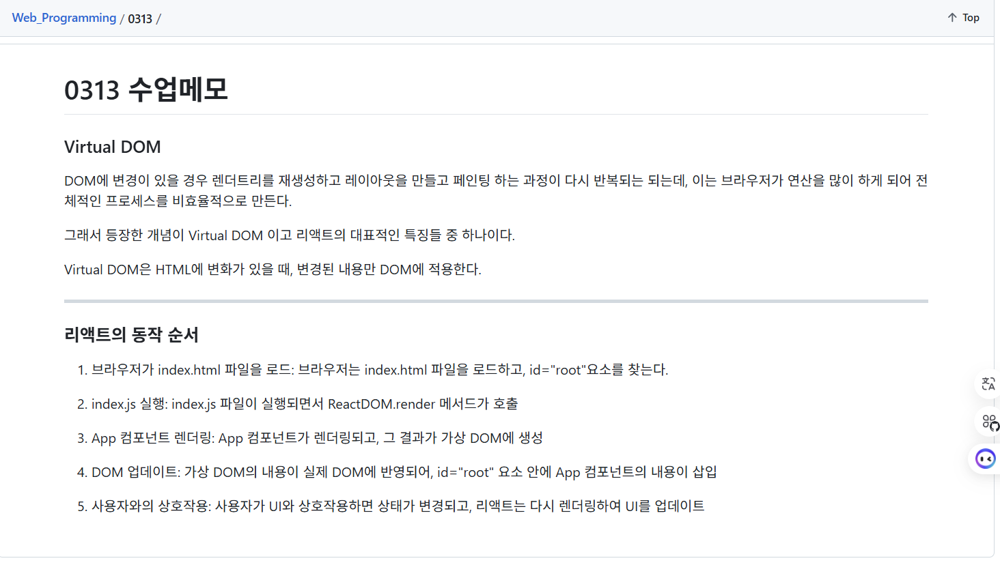 Web_Programming / 0313 /
Top
0313 수업메모
Virtual DOM
DOM에 변경이 있을 경우 렌더트리를 재생성하고 레이아웃을 만들고 페인팅 하는 과정이 다시 반복되는 되는데, 이는 브라우저가 연산을 많이 하게 되어 전
체적인 프로세스를 비효율적으로 만든다.
그래서 등장한 개념이 Virtual DOM 이고 리액트의 대표적인 특징들 중 하나이다.
Virtual DOM은 HTML에 변화가 있을 때, 변경된 내용만 DOM에 적용한다.
리액트의 동작 순서
1. 브라우저가 index.html 파일을 로드: 브라우저는 index.html 파일을 로드하고, id="root"요소를 찾는다.
2. index.js 실행: index.js 파일이 실행되면서 ReactDOM.render 메서드가 호출
3. App 컴포넌트 렌더링: App 컴포넌트가 렌더링되고, 그 결과가 가상 DOM에 생성
4. DOM 업데이트: 가상 DOM의 내용이 실제 DOM에 반영되어, id="root" 요소 안에 App 컴포넌트의 내용이 삽입
5. 사용자와의 상호작용: 사용자가 UI와 상호작용하면 상태가 변경되고, 리액트는 다시 렌더링하여 UI를 업데이트